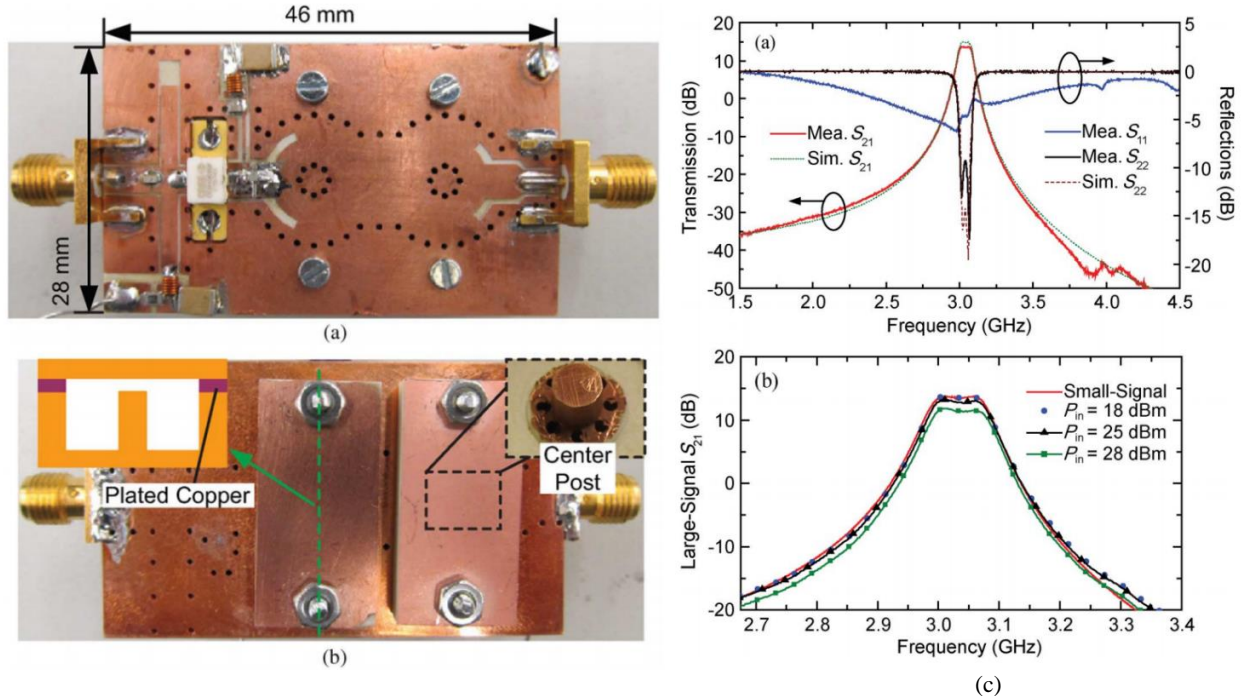 46 mm
28 mm
(a)
Plated Copper
Center
Post
(b)
(a)
Transmission (dB)
20
10
0
-10
-20
-30
-40
-50
Reflections (dB)
5
0
-5
-10
-15
-20
Mea. S21
Sim. S21
Mea. S11
Mea. S22
Sim. S22
1.5 2.0 2.5 3.0 3.5 4.0 4.5
Frequency (GHz)
(b)
Large-Signal S21 (dB)
20
10
0
-10
-20
Small-Signal
Pin = 18 dBm
Pin = 25 dBm
Pin = 28 dBm
2.7 2.8 2.9 3.0 3.1 3.2 3.3 3.4
Frequency (GHz)
(c)